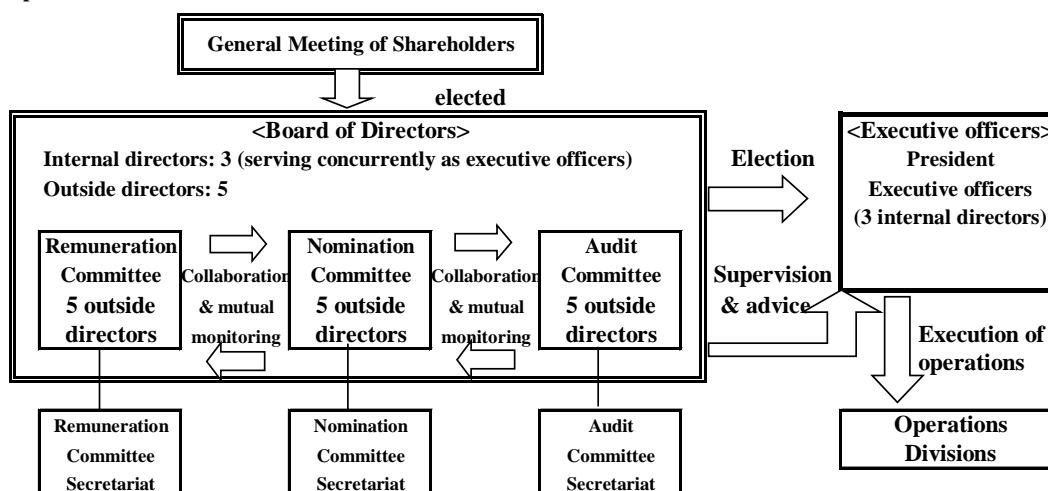 General Meeting of Shareholders
elected
<Board of Directors>
Internal directors: 3 (serving concurrently as executive officers)
Outside directors: 5
Remuneration
Committee
5 outside
directors
Collaboration
& mutual
monitoring
Nomination
Committee
5 outside
directors
Collaboration
& mutual
monitoring
Audit
Committee
5 outside
directors
Election
Supervision
& advice
<Executive officers>
President
Executive officers
(3 internal directors)
Execution of
operations
Operations
Divisions
Remuneration
Committee
Secretariat
Nomination
Committee
Secretariat
Audit
Committee
Secretariat